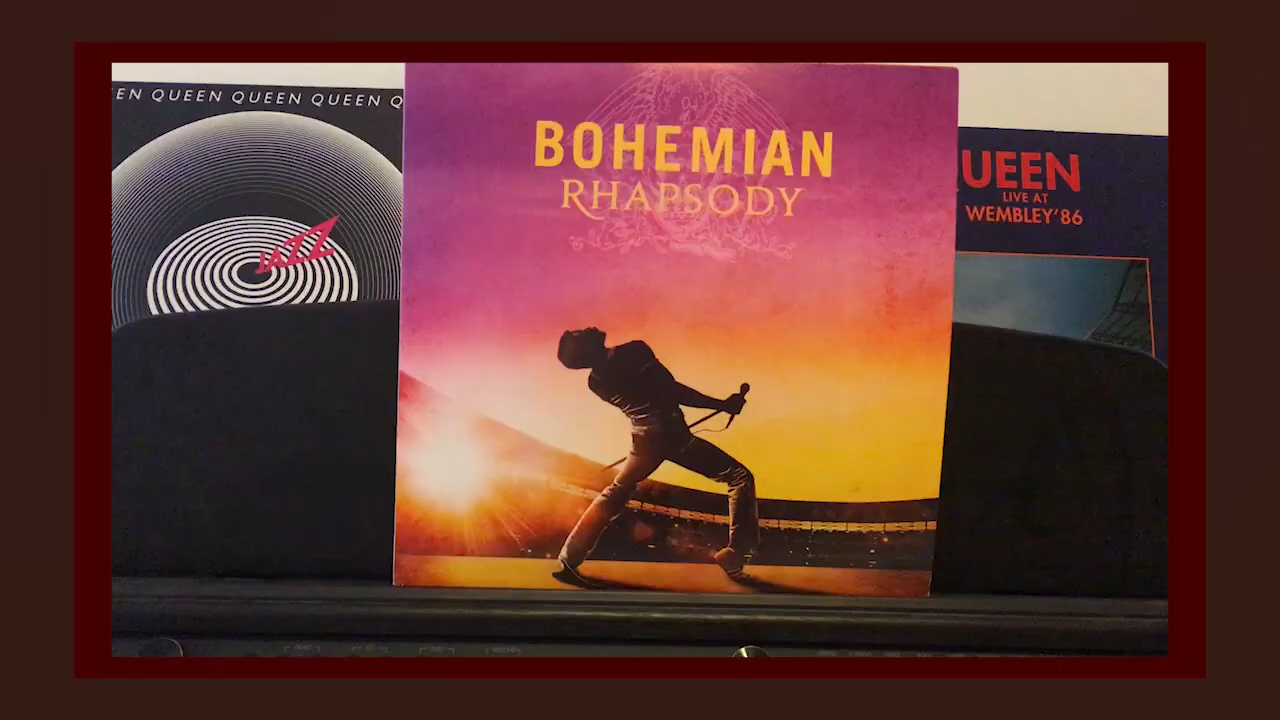 EN QUEEN QUEEN QUEEN Q
JAZZ
BOHEMIAN
RHAPSODY
UEEN
LIVE AT
WEMBLEY'86